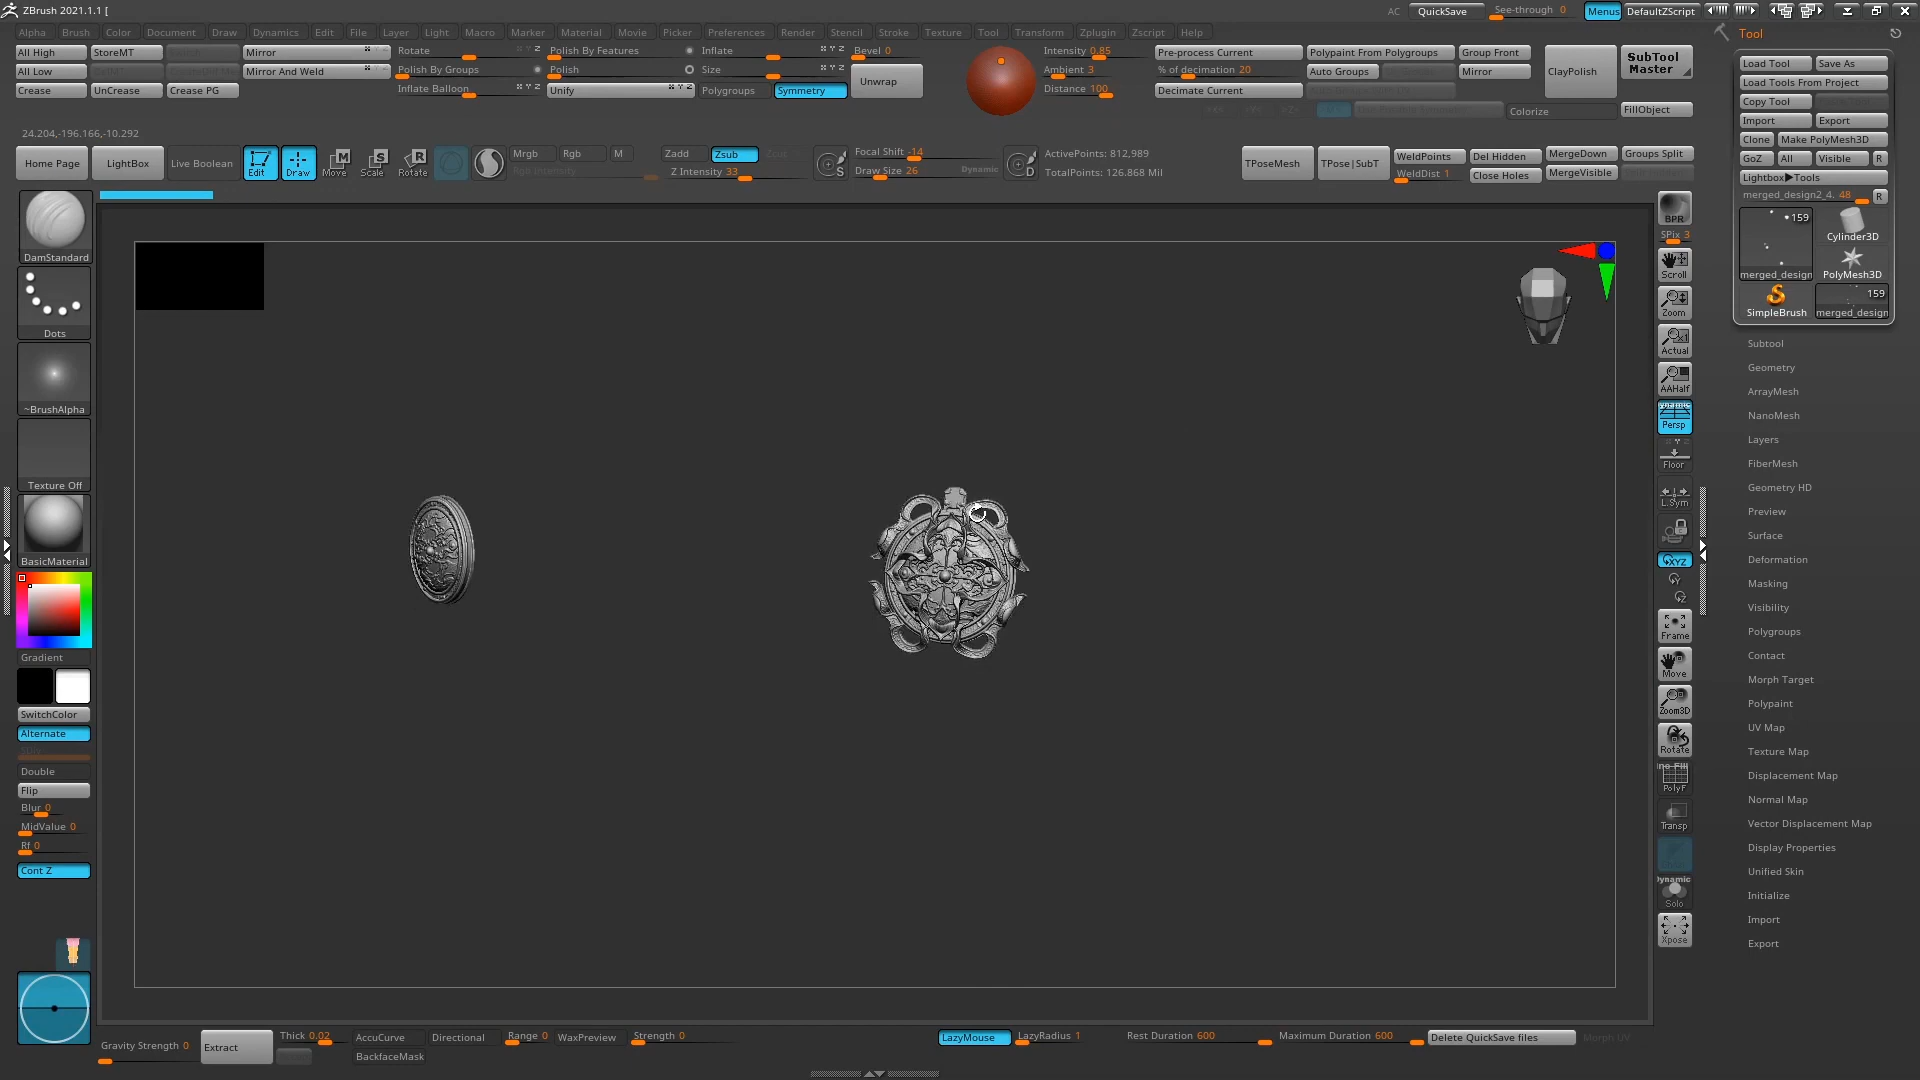 ZBrush 2021.1.1 [
AC QuickSave See-through 0 Menus DefaultZScript
Alpha Brush Color Document Draw Dynamics Edit File Layer Light Macro Marker Material Movie Picker Preferences Render Stencil Stroke Texture Tool Transform Zplugin Zscript Help
All High StoreMT Mirror Rotate Polish By Features Inflate Bevel 0 Intensity 0.85 Pre-process Current Polypaint From Polygroups Group Front
All Low Mirror And Weld Polish By Groups Polish Size Unwrap Ambient 3 % of decimation 20 Auto Groups Mirror ClayPolish SubTool Master
Crease UnCrease Crease PG Inflate Balloon Unify Polygroups Symmetry Distance 100 Decimate Current
Colorize FillObject
24.204,-196.166,-10.292
Home Page LightBox Live Boolean Edit Draw Move Scale Rotate
Mrgb Rgb M Zadd Zsub Focal Shift -14 ActivePoints: 812,989
Rgb Intensity Z Intensity 33 Draw Size 26 Dynamic TotalPoints: 126.868 Mil
TPoseMesh TPose|SubT WeldPoints Del Hidden MergeDown Groups Split
WeldDist 1 Close Holes MergeVisible
Tool
Load Tool Save As
Load Tools From Project
Copy Tool
Import Export
Clone Make PolyMesh3D
GoZ All Visible R
Lightbox▶Tools
merged_design2_4. 48 R
159
Cylinder3D
merged_design PolyMesh3D
159
SimpleBrush merged_design
Subtool
Geometry
ArrayMesh
NanoMesh
Layers
FiberMesh
Geometry HD
Preview
Surface
Deformation
Masking
Visibility
Polygroups
Contact
Morph Target
Polypaint
UV Map
Texture Map
Displacement Map
Normal Map
Vector Displacement Map
Display Properties
Unified Skin
Initialize
Import
Export
DamStandard
Dots
~BrushAlpha
Texture Off
BasicMaterial
Gradient
SwitchColor
Alternate
Double
Flip
Blur 0
MidValue 0
Rf 0
Cont Z
BPR
SPix 3
Scroll
Zoom
Actual
AAHalf
Dynamic
Persp
Floor
L.Sym
XYZ
Frame
Move
Zoom3D
Rotate
PolyF
Transp
Dynamic
Solo
Xpose
Gravity Strength 0 Extract Thick 0.02 AccuCurve Directional Range 0 WaxPreview Strength 0 LazyMouse LazyRadius 1 Rest Duration 600 Maximum Duration 600 Delete QuickSave files Morph UV
BackfaceMask